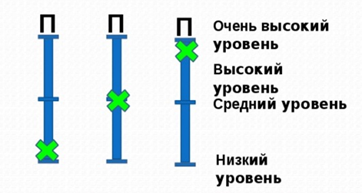 П П П
Очень высокий
уровень
Высокий
уровень
Средний уровень
Низкий
уровень